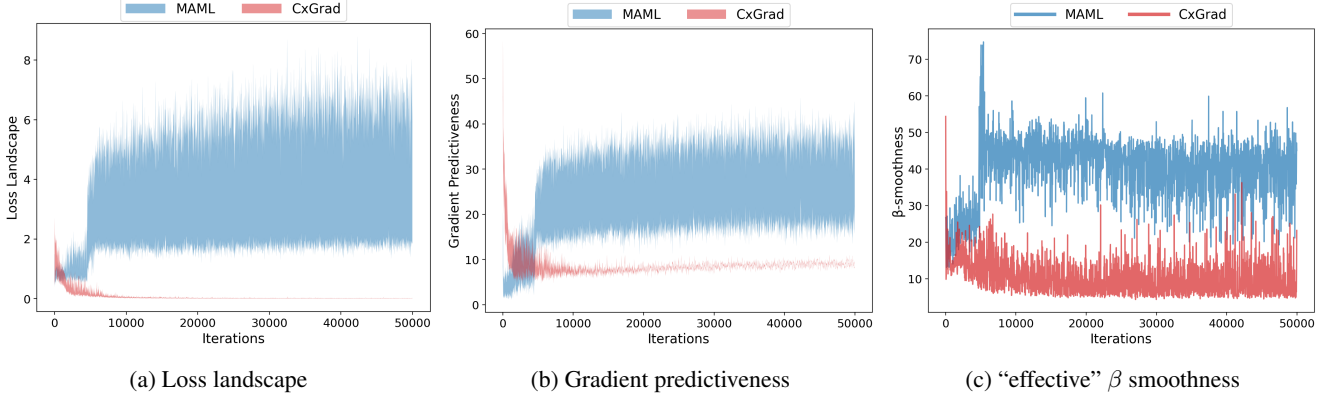 MAML CxGrad
Loss Landscape
8
6
4
2
0
0 10000 20000 30000 40000 50000
Iterations
(a) Loss landscape
MAML CxGrad
Gradient Predictiveness
60
50
40
30
20
10
0
0 10000 20000 30000 40000 50000
Iterations
(b) Gradient predictiveness
MAML CxGrad
β-smoothness
70
60
50
40
30
20
10
0 10000 20000 30000 40000 50000
Iterations
(c) “effective” β smoothness